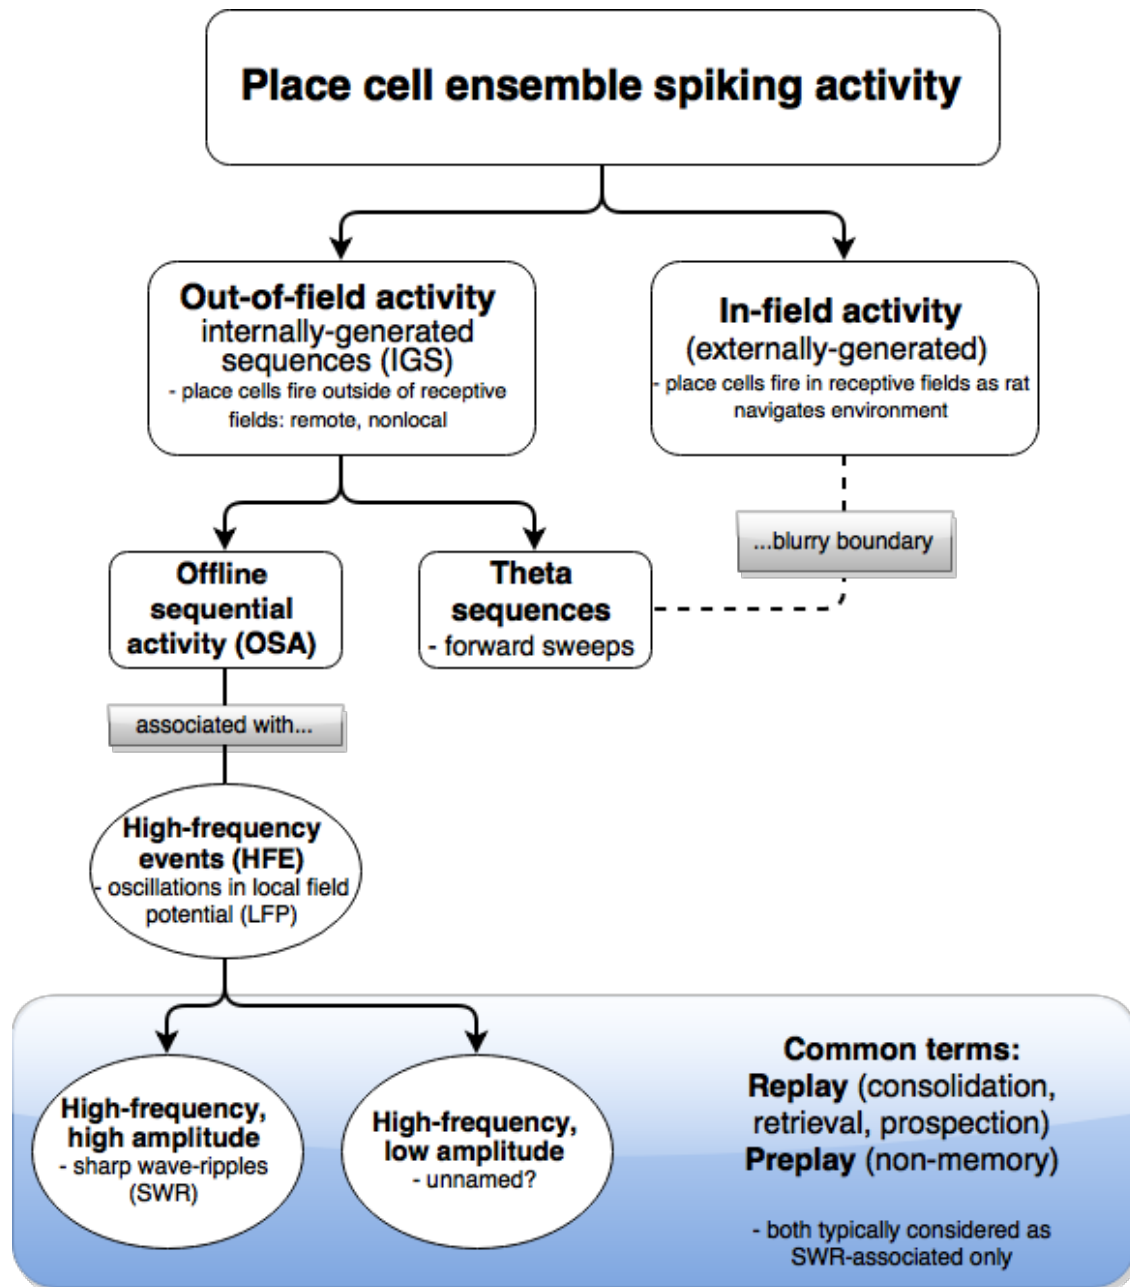 Place cell ensemble spiking activity
Out-of-field activity
internally-generated
sequences (IGS)
- place cells fire outside of receptive
fields: remote, nonlocal
In-field activity
(externally-generated)
- place cells fire in receptive fields as rat
navigates environment
...blurry boundary
Offline
sequential
activity (OSA)
Theta
sequences
- forward sweeps
associated with...
High-frequency
events (HFE)
- oscillations in local field
potential (LFP)
High-frequency,
high amplitude
- sharp wave-ripples
(SWR)
High-frequency,
low amplitude
- unnamed?
Common terms:
Replay (consolidation,
retrieval, prospection)
Preplay (non-memory)
- both typically considered as
SWR-associated only